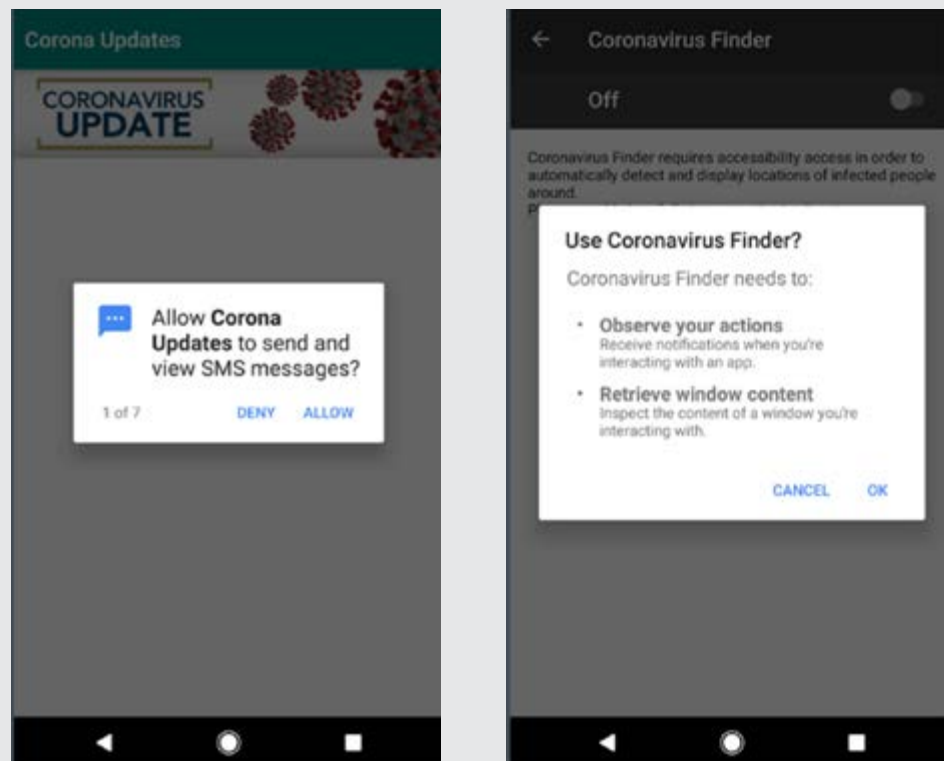 Corona Updates
CORONAVIRUS
UPDATE
Allow Corona
Updates to send and
view SMS messages?
1 of 7
DENY ALLOW
Coronavirus Finder
Off
Coronavirus Finder requires accessibility access in order to
automatically detect and display locations of infected people
around.
Use Coronavirus Finder?
Coronavirus Finder needs to:
• Observe your actions
Receive notifications when you're
interacting with an app.
• Retrieve window content
Inspect the content of a window you're
interacting with.
CANCEL OK